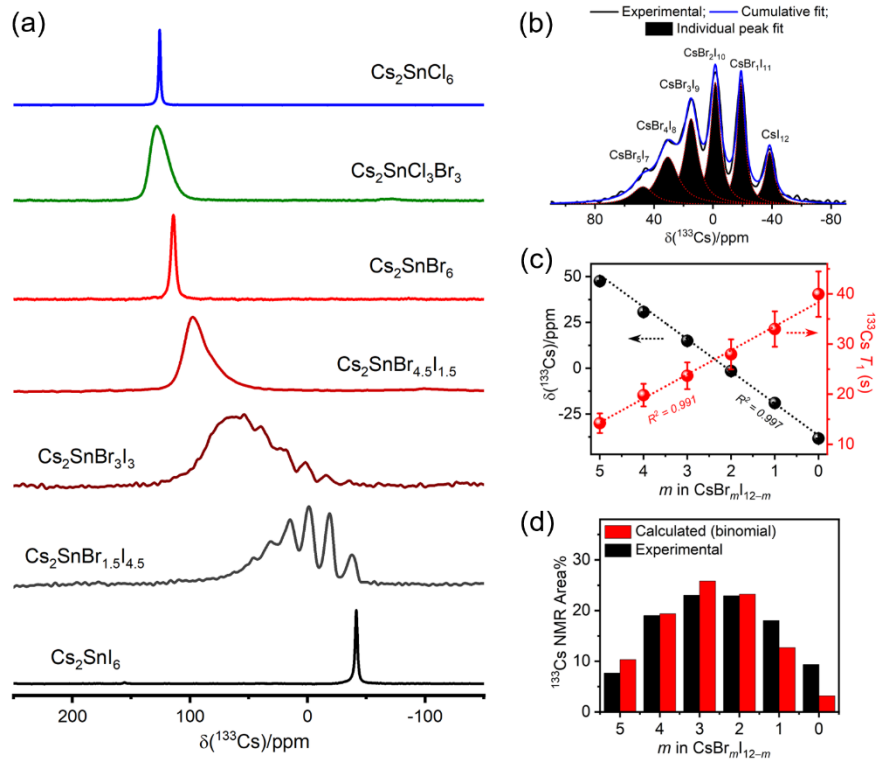 (a)
Cs₂SnCl₆
Cs₂SnCl₃Br₃
Cs₂SnBr₆
Cs₂SnBr₄.₅I₁.₅
Cs₂SnBr₃I₃
Cs₂SnBr₁.₅I₄.₅
Cs₂SnI₆
200 100 0 -100
δ(¹³³Cs)/ppm
(b)
Experimental; Cumulative fit;
Individual peak fit
CsBr₅I₇
CsBr₄I₈
CsBr₃I₉
CsBr₂I₁₀
CsBr₁I₁₁
CsI₁₂
80 40 0 -40 -80
δ(¹³³Cs)/ppm
(c)
δ(¹³³Cs)/ppm
50
25
0
-25
R² = 0.991
R² = 0.997
40
30
20
10
¹³³Cs T₁ (s)
5 4 3 2 1 0
m in CsBrₘI₁₂₋ₘ
(d)
Calculated (binomial)
Experimental
¹³³Cs NMR Area%
20
10
0
5 4 3 2 1 0
m in CsBrₘI₁₂₋ₘ